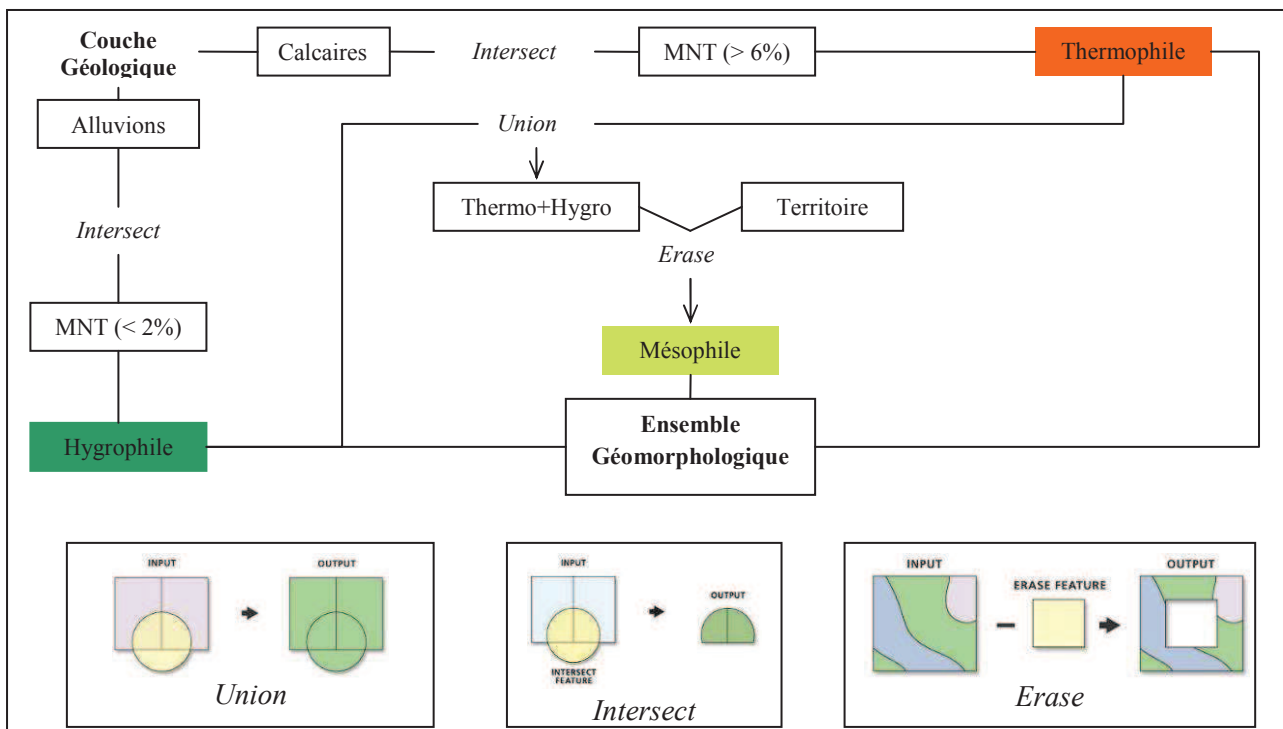 Couche
Géologique
Calcaires
Intersect
MNT (> 6%)
Thermophile
Alluvions
Union
Thermo+Hygro
Territoire
Intersect
Erase
MNT (< 2%)
Mésophile
Hygrophile
Ensemble
Géomorphologique
INPUT
OUTPUT
Union
INPUT
OUTPUT
INTERSECT
FEATURE
Intersect
INPUT
OUTPUT
ERASE FEATURE
Erase